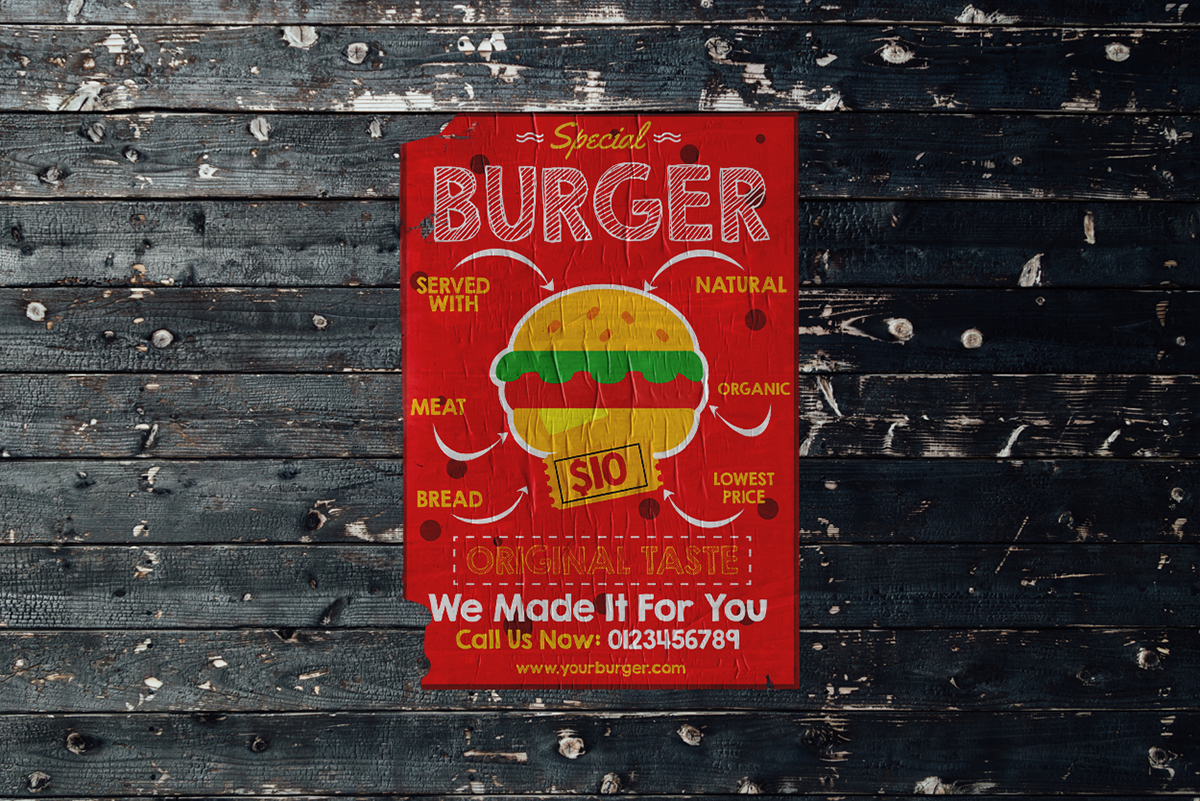 Special
BURGER
SERVED
WITH
NATURAL
MEAT
ORGANIC
$10
BREAD
LOWEST
PRICE
ORIGINAL TASTE
We Made It For You
Call Us Now: 0123456789
www.yourburger.com